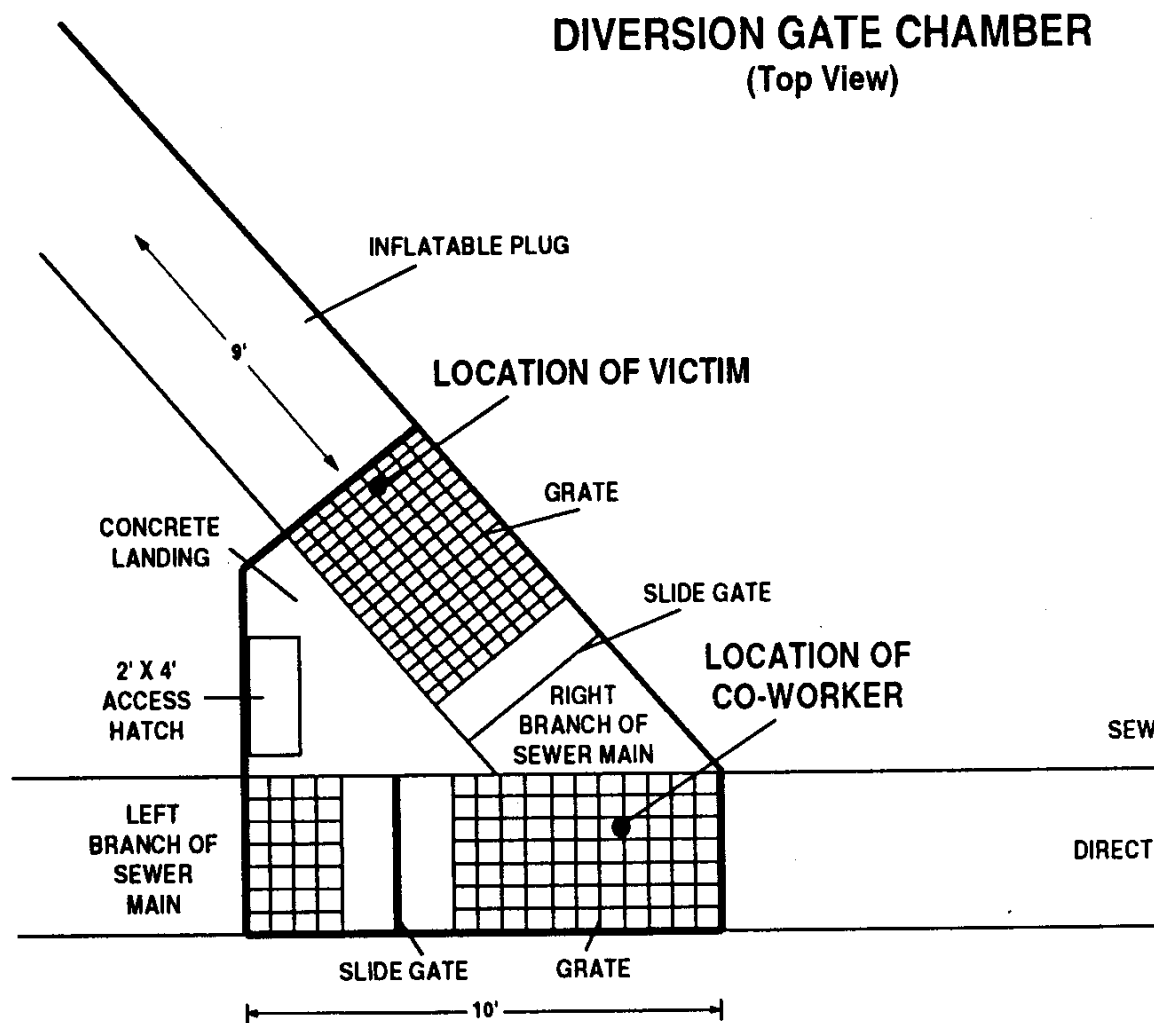 DIVERSION GATE CHAMBER
(Top View)
INFLATABLE PLUG
9'
LOCATION OF VICTIM
GRATE
CONCRETE
LANDING
SLIDE GATE
2' X 4'
ACCESS
HATCH
LOCATION OF
CO-WORKER
RIGHT
BRANCH OF
SEWER MAIN
SEW
LEFT
BRANCH OF
SEWER
MAIN
DIRECT
SLIDE GATE
GRATE
10'